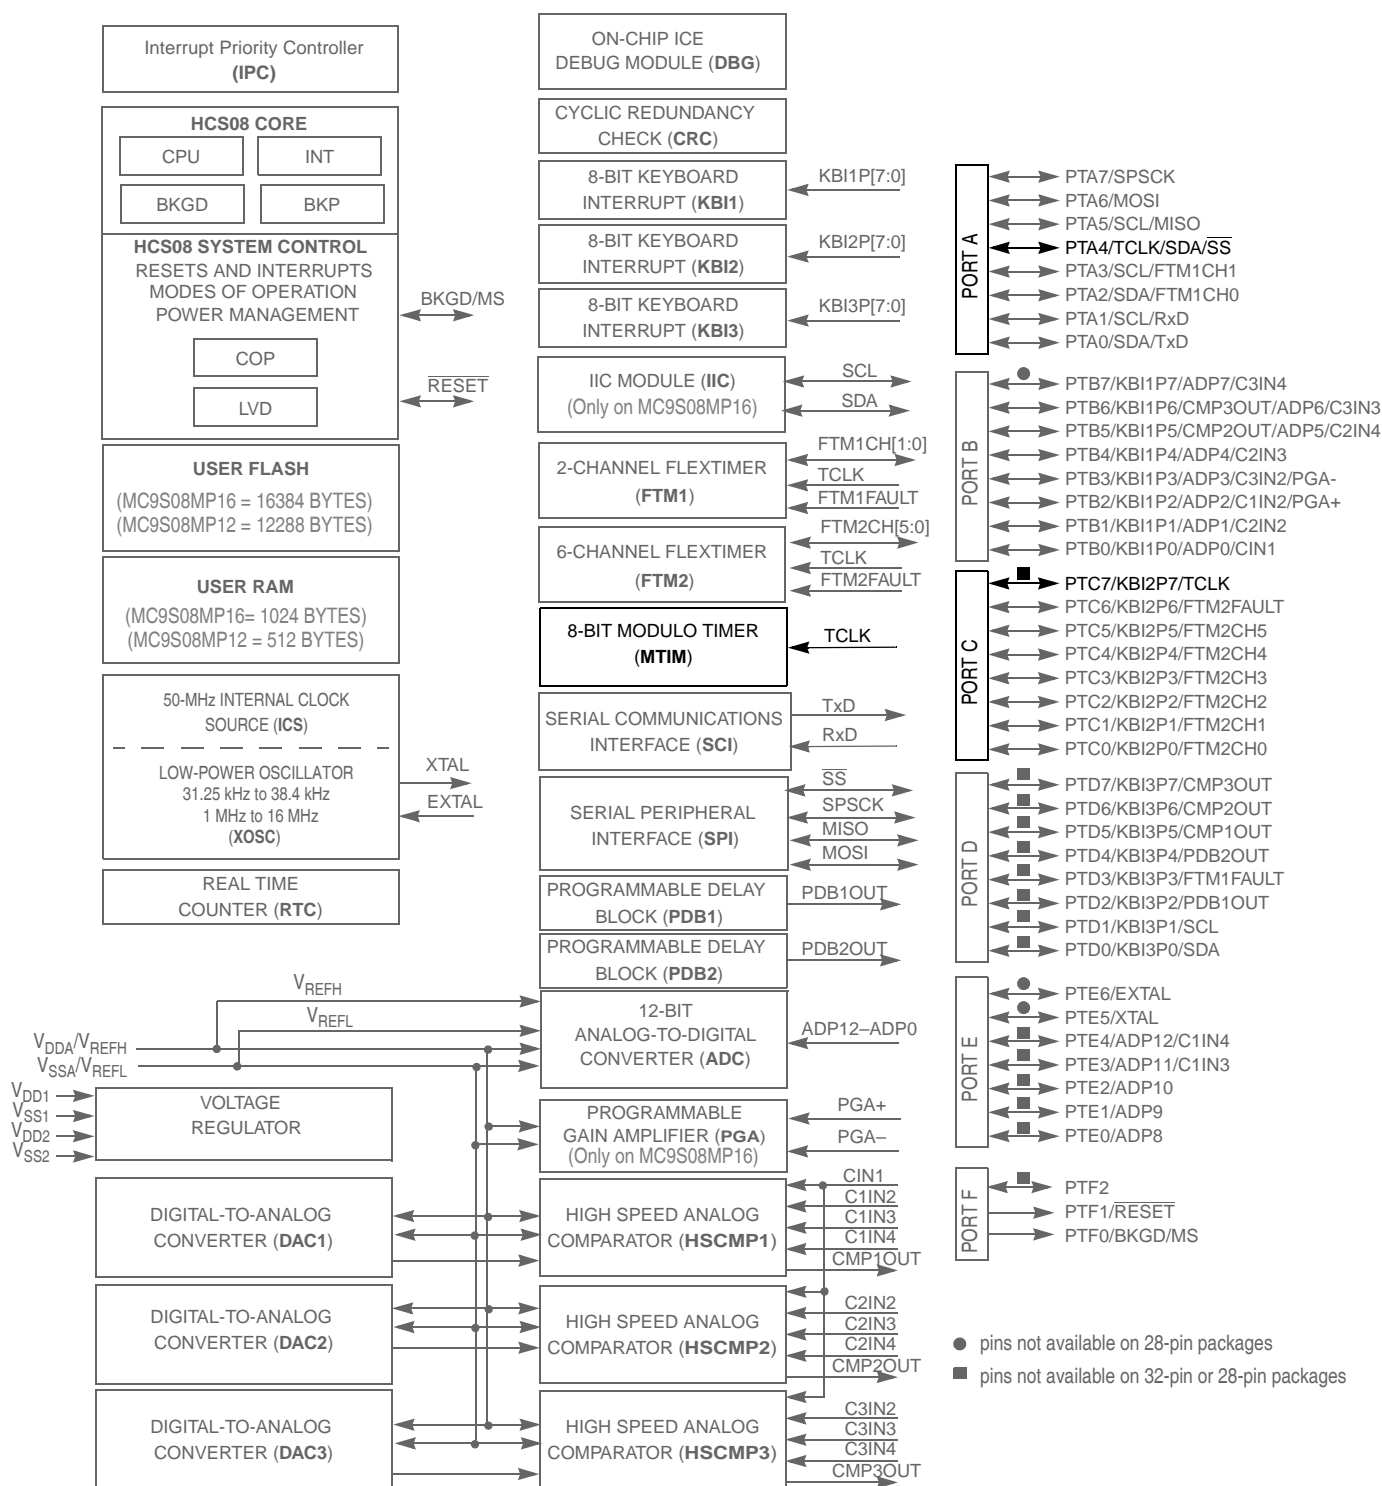 Interrupt Priority Controller
(IPC)
HCS08 CORE
CPU
INT
BKGD
BKP
HCS08 SYSTEM CONTROL
RESETS AND INTERRUPTS
MODES OF OPERATION
POWER MANAGEMENT
COP
LVD
BKGD/MS
RESET
USER FLASH
(MC9S08MP16 = 16384 BYTES)
(MC9S08MP12 = 12288 BYTES)
USER RAM
(MC9S08MP16= 1024 BYTES)
(MC9S08MP12 = 512 BYTES)
50-MHz INTERNAL CLOCK
SOURCE (ICS)
LOW-POWER OSCILLATOR
31.25 kHz to 38.4 kHz
1 MHz to 16 MHz
(XOSC)
XTAL
EXTAL
REAL TIME
COUNTER (RTC)
VREFH
VREFL
VDDA/VREFH
VSSA/VREFL
VDD1
VSS1
VDD2
VSS2
VOLTAGE
REGULATOR
DIGITAL-TO-ANALOG
CONVERTER (DAC1)
DIGITAL-TO-ANALOG
CONVERTER (DAC2)
DIGITAL-TO-ANALOG
CONVERTER (DAC3)
ON-CHIP ICE
DEBUG MODULE (DBG)
CYCLIC REDUNDANCY
CHECK (CRC)
8-BIT KEYBOARD
INTERRUPT (KBI1)
KBI1P[7:0]
8-BIT KEYBOARD
INTERRUPT (KBI2)
KBI2P[7:0]
8-BIT KEYBOARD
INTERRUPT (KBI3)
KBI3P[7:0]
IIC MODULE (IIC)
(Only on MC9S08MP16)
SCL
SDA
2-CHANNEL FLEXTIMER
(FTM1)
FTM1CH[1:0]
TCLK
FTM1FAULT
6-CHANNEL FLEXTIMER
(FTM2)
FTM2CH[5:0]
TCLK
FTM2FAULT
8-BIT MODULO TIMER
(MTIM)
TCLK
SERIAL COMMUNICATIONS
INTERFACE (SCI)
TxD
RxD
SERIAL PERIPHERAL
INTERFACE (SPI)
SS
SPSCK
MISO
MOSI
PROGRAMMABLE DELAY
BLOCK (PDB1)
PDB1OUT
PROGRAMMABLE DELAY
BLOCK (PDB2)
PDB2OUT
12-BIT
ANALOG-TO-DIGITAL
CONVERTER (ADC)
ADP12–ADP0
PROGRAMMABLE
GAIN AMPLIFIER (PGA)
(Only on MC9S08MP16)
PGA+
PGA–
HIGH SPEED ANALOG
COMPARATOR (HSCMP1)
CIN1
C1IN2
C1IN3
C1IN4
CMP1OUT
HIGH SPEED ANALOG
COMPARATOR (HSCMP2)
C2IN2
C2IN3
C2IN4
CMP2OUT
HIGH SPEED ANALOG
COMPARATOR (HSCMP3)
C3IN2
C3IN3
C3IN4
CMP3OUT
PORT A
PTA7/SPSCK
PTA6/MOSI
PTA5/SCL/MISO
PTA4/TCLK/SDA/SS
PTA3/SCL/FTM1CH1
PTA2/SDA/FTM1CH0
PTA1/SCL/RxD
PTA0/SDA/TxD
PORT B
PTB7/KBI1P7/ADP7/C3IN4
PTB6/KBI1P6/CMP3OUT/ADP6/C3IN3
PTB5/KBI1P5/CMP2OUT/ADP5/C2IN4
PTB4/KBI1P4/ADP4/C2IN3
PTB3/KBI1P3/ADP3/C3IN2/PGA-
PTB2/KBI1P2/ADP2/C1IN2/PGA+
PTB1/KBI1P1/ADP1/C2IN2
PTB0/KBI1P0/ADP0/CIN1
PORT C
PTC7/KBI2P7/TCLK
PTC6/KBI2P6/FTM2FAULT
PTC5/KBI2P5/FTM2CH5
PTC4/KBI2P4/FTM2CH4
PTC3/KBI2P3/FTM2CH3
PTC2/KBI2P2/FTM2CH2
PTC1/KBI2P1/FTM2CH1
PTC0/KBI2P0/FTM2CH0
PORT D
PTD7/KBI3P7/CMP3OUT
PTD6/KBI3P6/CMP2OUT
PTD5/KBI3P5/CMP1OUT
PTD4/KBI3P4/PDB2OUT
PTD3/KBI3P3/FTM1FAULT
PTD2/KBI3P2/PDB1OUT
PTD1/KBI3P1/SCL
PTD0/KBI3P0/SDA
PORT E
PTE6/EXTAL
PTE5/XTAL
PTE4/ADP12/C1IN4
PTE3/ADP11/C1IN3
PTE2/ADP10
PTE1/ADP9
PTE0/ADP8
PORT F
PTF2
PTF1/RESET
PTF0/BKGD/MS
pins not available on 28-pin packages
pins not available on 32-pin or 28-pin packages